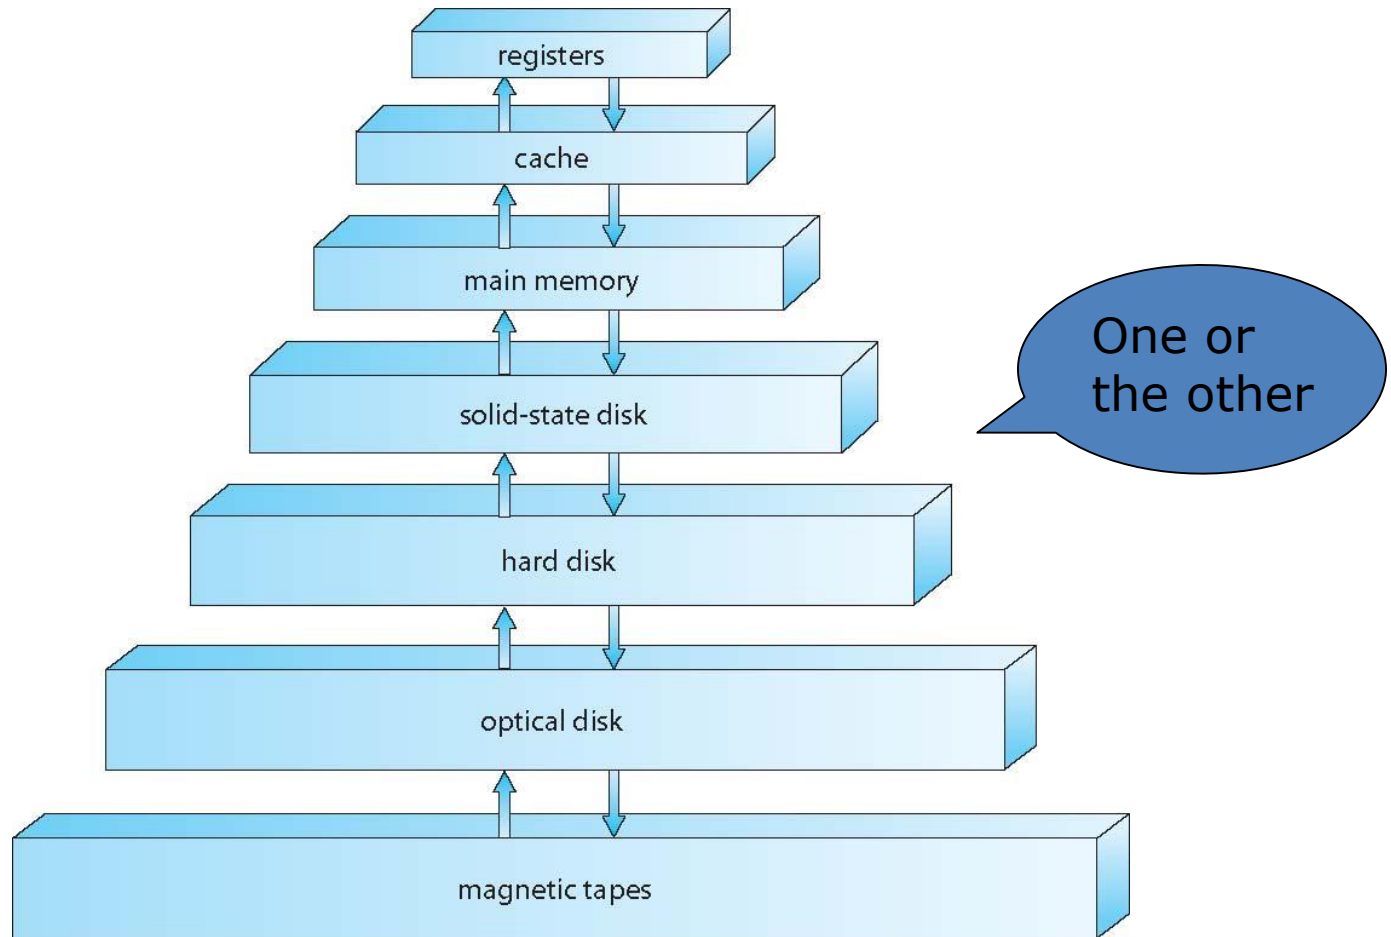 registers
cache
main memory
One or
the other
solid-state disk
hard disk
optical disk
magnetic tapes